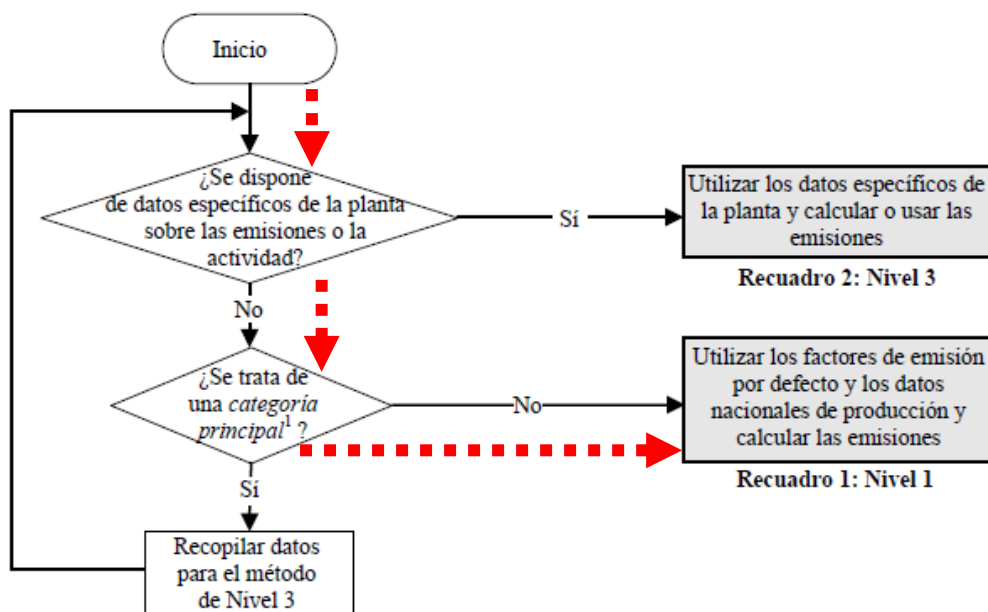 Inicio
¿Se dispone
de datos específicos de la planta
sobre las emisiones o la
actividad?
Sí
Utilizar los datos específicos de
la planta y calcular o usar las
emisiones
Recuadro 2: Nivel 3
No
¿Se trata de
una categoría
principal¹ ?
No
Utilizar los factores de emisión
por defecto y los datos
nacionales de producción y
calcular las emisiones
Recuadro 1: Nivel 1
Sí
Recopilar datos
para el método
de Nivel 3